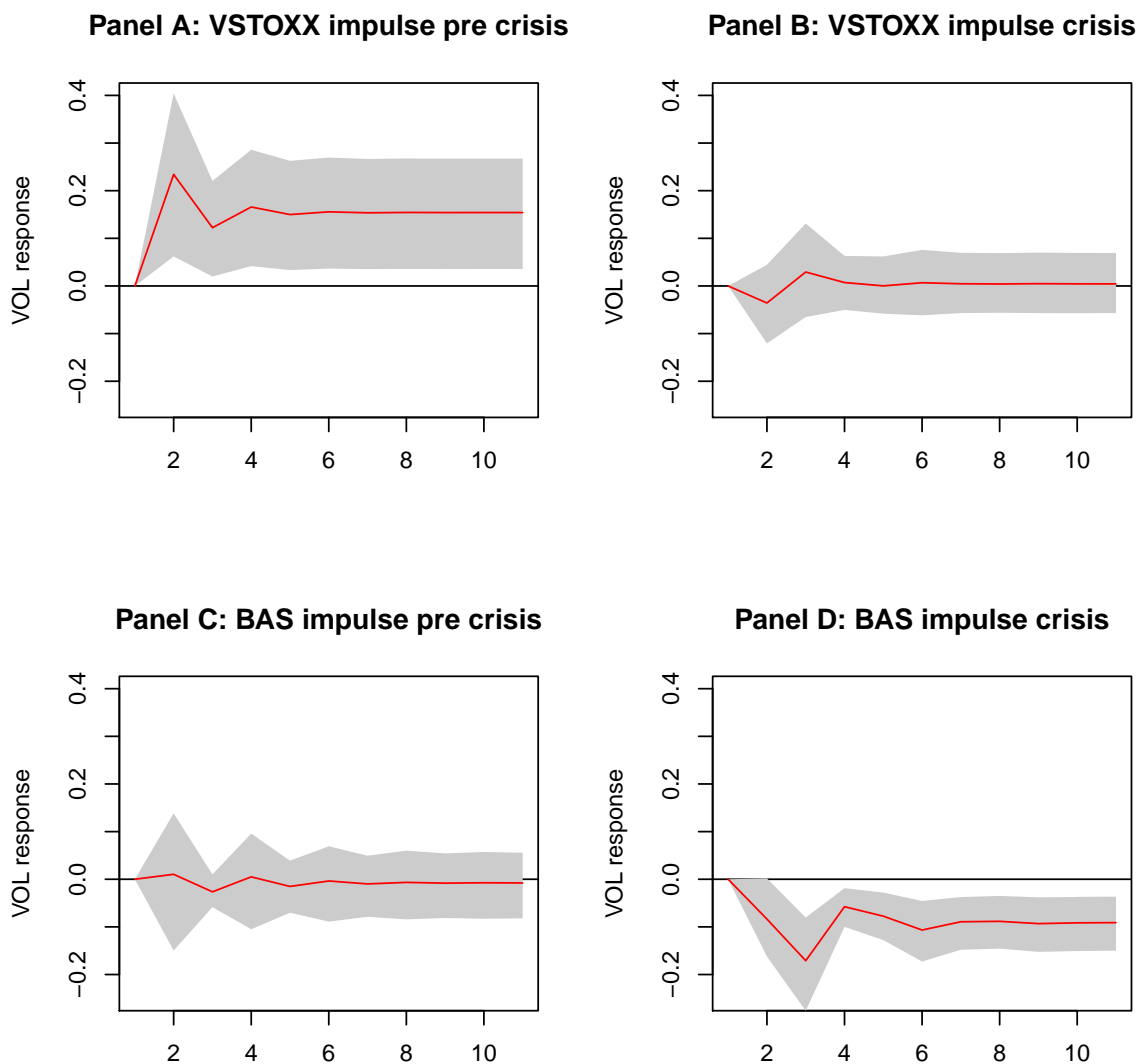 Panel A: VSTOXX impulse pre crisis
VOL response
0.4
0.2
0.0
−0.2
2 4 6 8 10
Panel B: VSTOXX impulse crisis
VOL response
0.4
0.2
0.0
−0.2
2 4 6 8 10
Panel C: BAS impulse pre crisis
VOL response
0.4
0.2
0.0
−0.2
2 4 6 8 10
Panel D: BAS impulse crisis
VOL response
0.4
0.2
0.0
−0.2
2 4 6 8 10